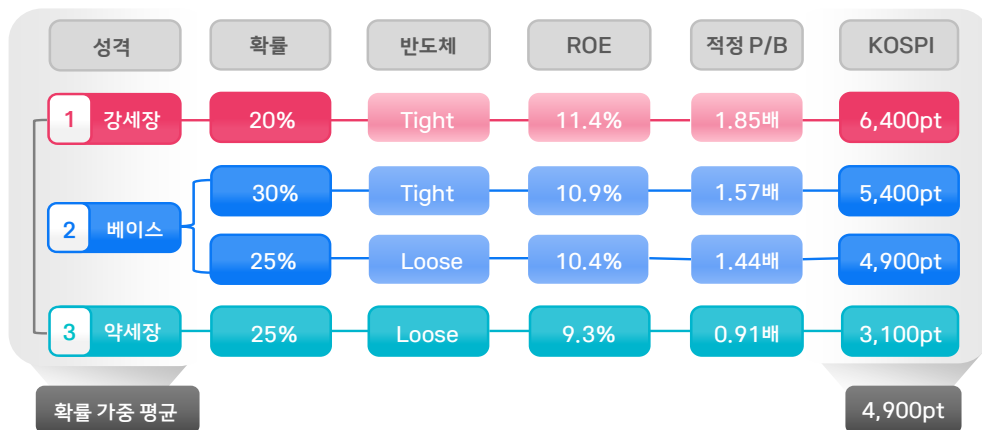 성격 확률 반도체 ROE 적정 P/B KOSPI
1 강세장 20% Tight 11.4% 1.85배 6,400pt
30% Tight 10.9% 1.57배 5,400pt
2 베이스
25% Loose 10.4% 1.44배 4,900pt
3 약세장 25% Loose 9.3% 0.91배 3,100pt
확률 가중 평균 4,900pt